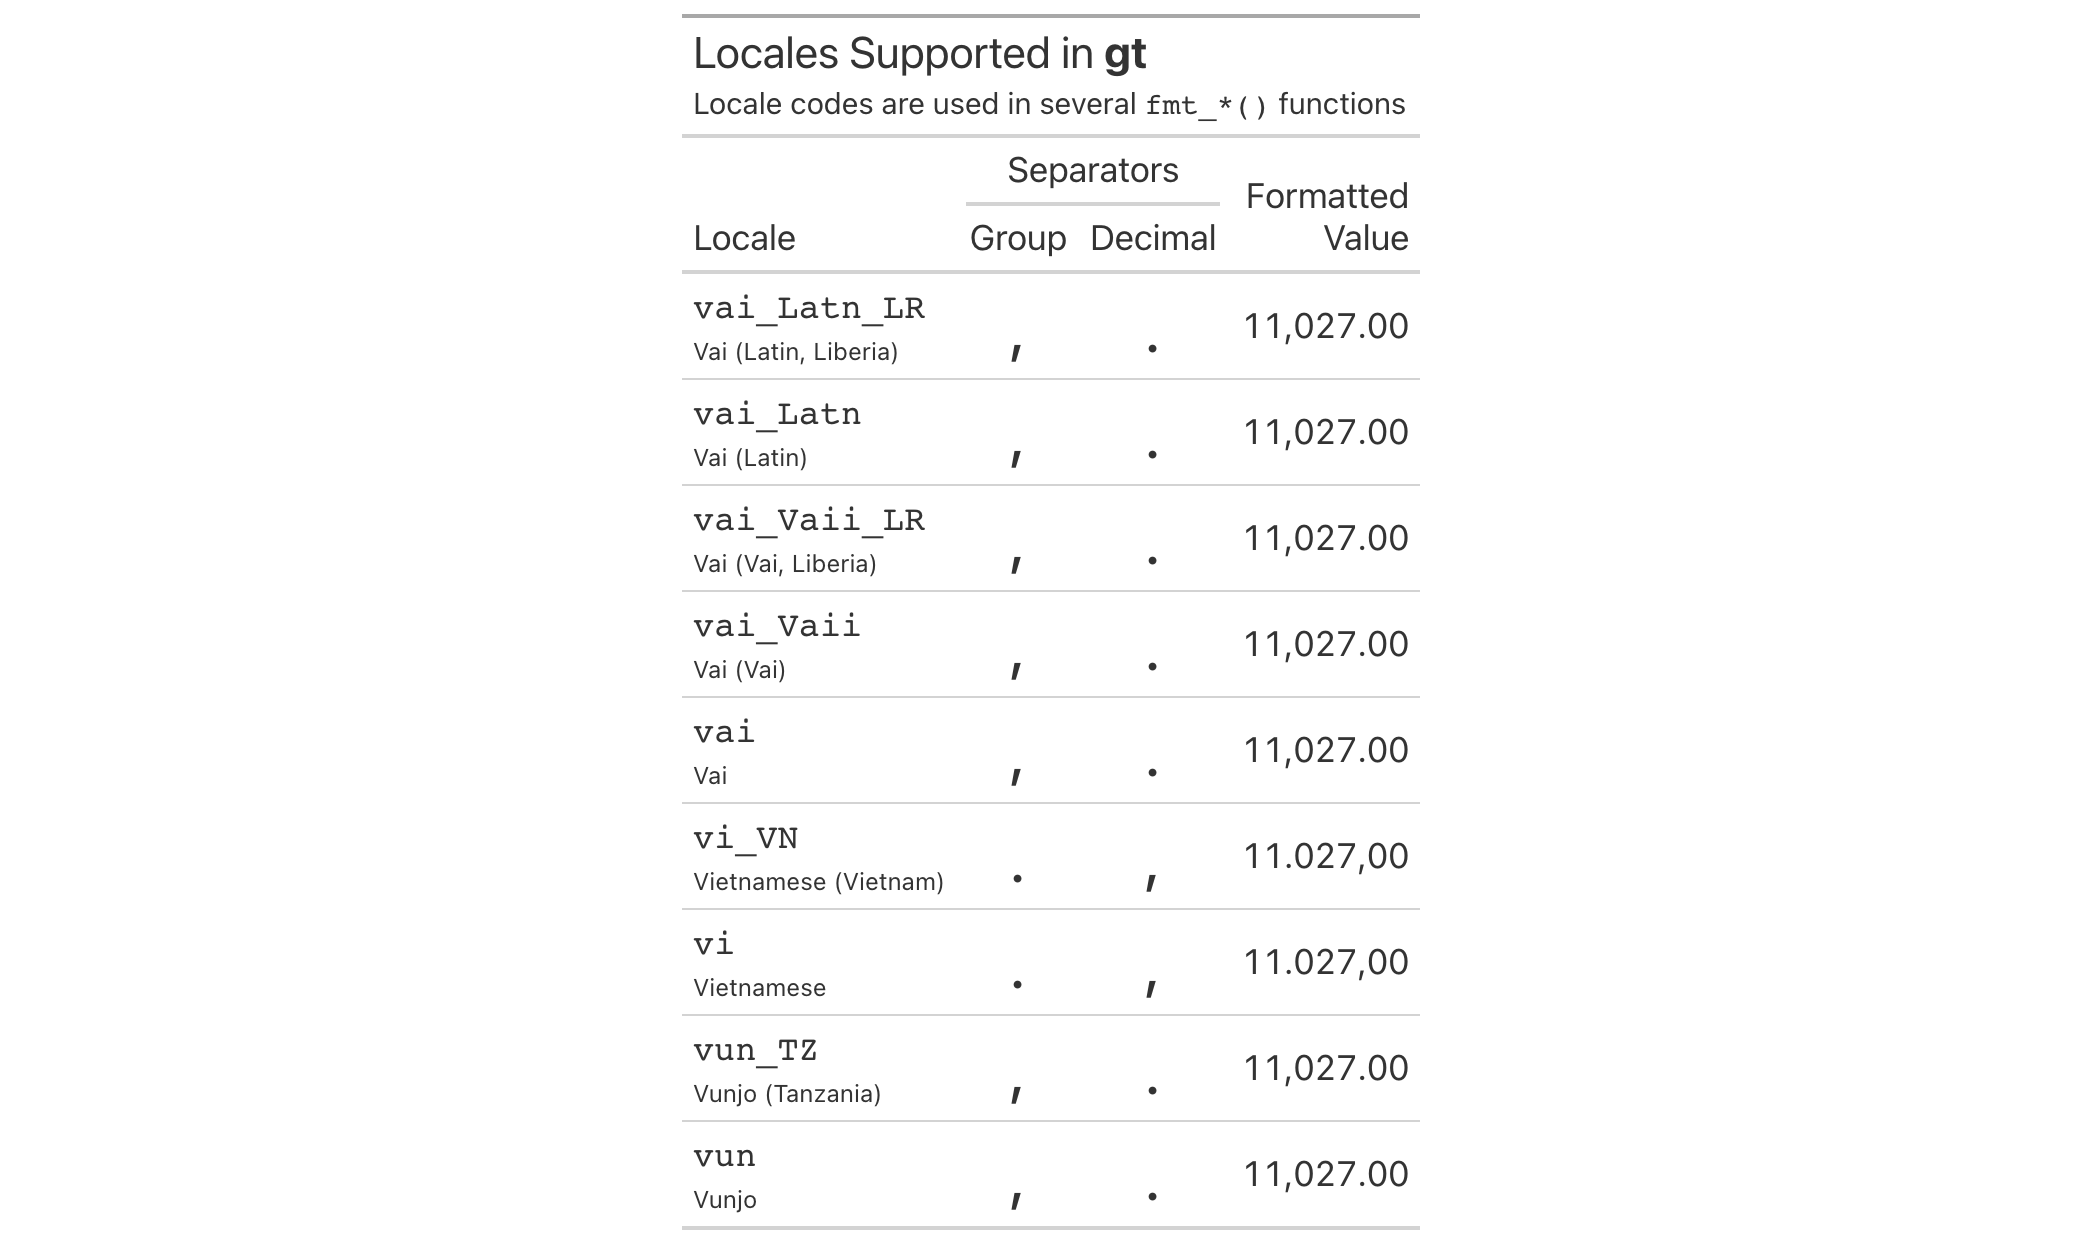 Locales Supported in gt
Locale codes are used in several fmt_*() functions
Separators
Formatted
Locale Group Decimal Value
vai_Latn_LR
Vai (Latin, Liberia) , . 11,027.00
vai_Latn
Vai (Latin) , . 11,027.00
vai_Vaii_LR
Vai (Vai, Liberia) , . 11,027.00
vai_Vaii
Vai (Vai) , . 11,027.00
vai
Vai , . 11,027.00
vi_VN
Vietnamese (Vietnam) . , 11.027,00
vi
Vietnamese . , 11.027,00
vun_TZ
Vunjo (Tanzania) , . 11,027.00
vun
Vunjo , . 11,027.00